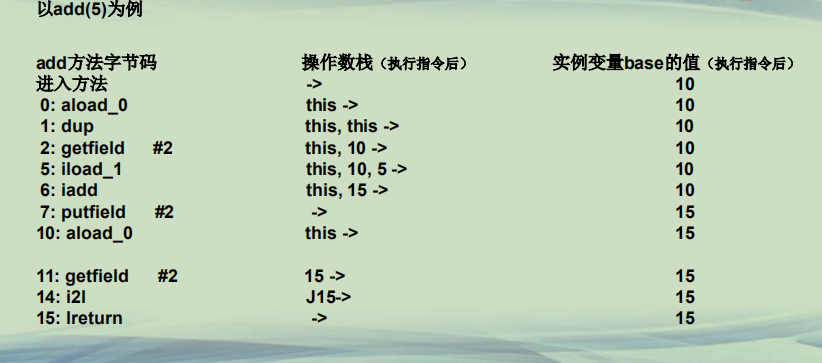 以add(5)为例
add方法字节码 操作数栈（执行指令后） 实例变量base的值（执行指令后）
进入方法 -> 10
0: aload_0 this -> 10
1: dup this, this -> 10
2: getfield #2 this, 10 -> 10
5: iload_1 this, 10, 5 -> 10
6: iadd this, 15 -> 10
7: putfield #2 -> 15
10: aload_0 this -> 15
11: getfield #2 15 -> 15
14: i2l J15-> 15
15: lreturn -> 15